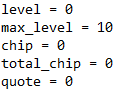 level = 0
max_level = 10
chip = 0
total_chip = 0
quote = 0